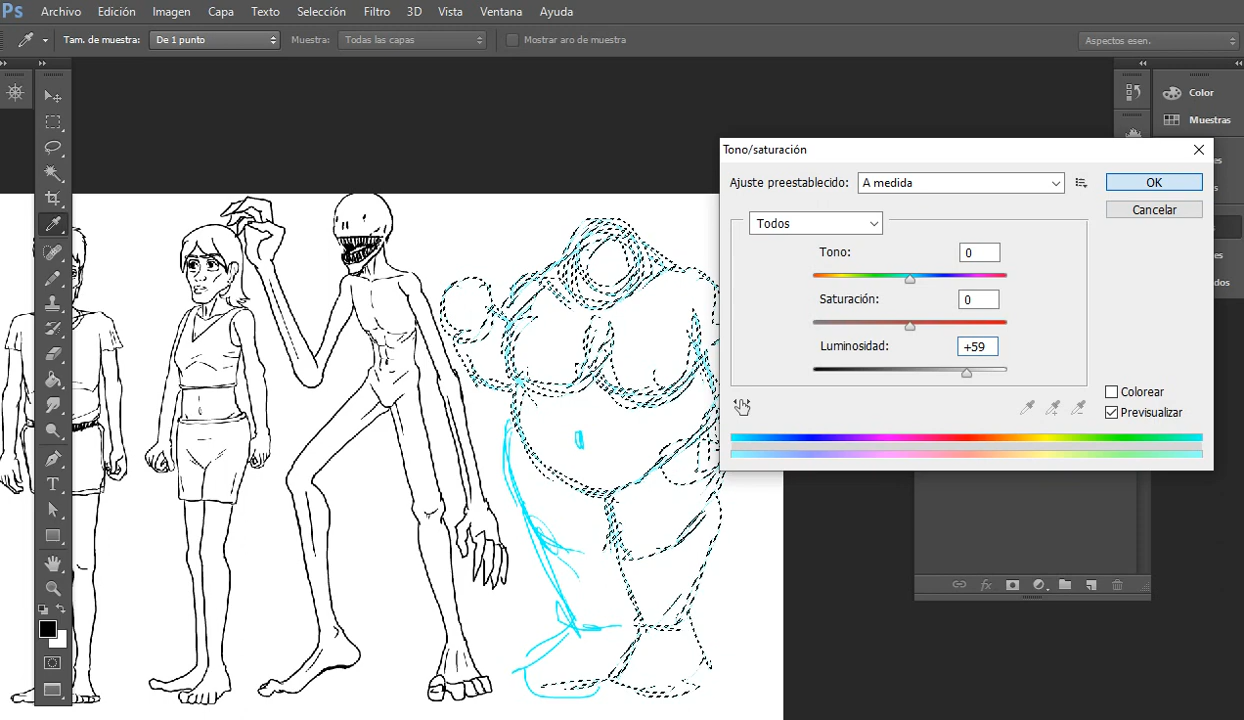 Ps Archivo Edición Imagen Capa Texto Selección Filtro 3D Vista Ventana Ayuda
Tam. de muestra: De 1 punto Muestra: Todas las capas Mostrar aro de muestra Aspectos esen.
Color
Muestras
Tono/saturación
Ajuste preestablecido: A medida
OK
Cancelar
Todos
Tono: 0
Saturación: 0
Luminosidad: +59
Colorear
Previsualizar
T
fx